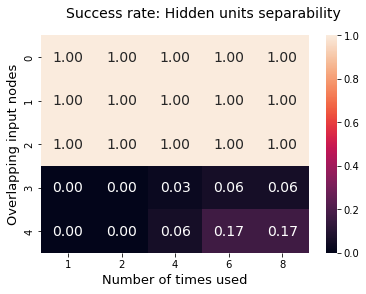 Success rate: Hidden units separability
Overlapping input nodes
0 1.00 1.00 1.00 1.00 1.00
1 1.00 1.00 1.00 1.00 1.00
2 1.00 1.00 1.00 1.00 1.00
3 0.00 0.00 0.03 0.06 0.06
4 0.00 0.00 0.06 0.17 0.17
1 2 4 6 8
Number of times used
1.0
0.8
0.6
0.4
0.2
0.0